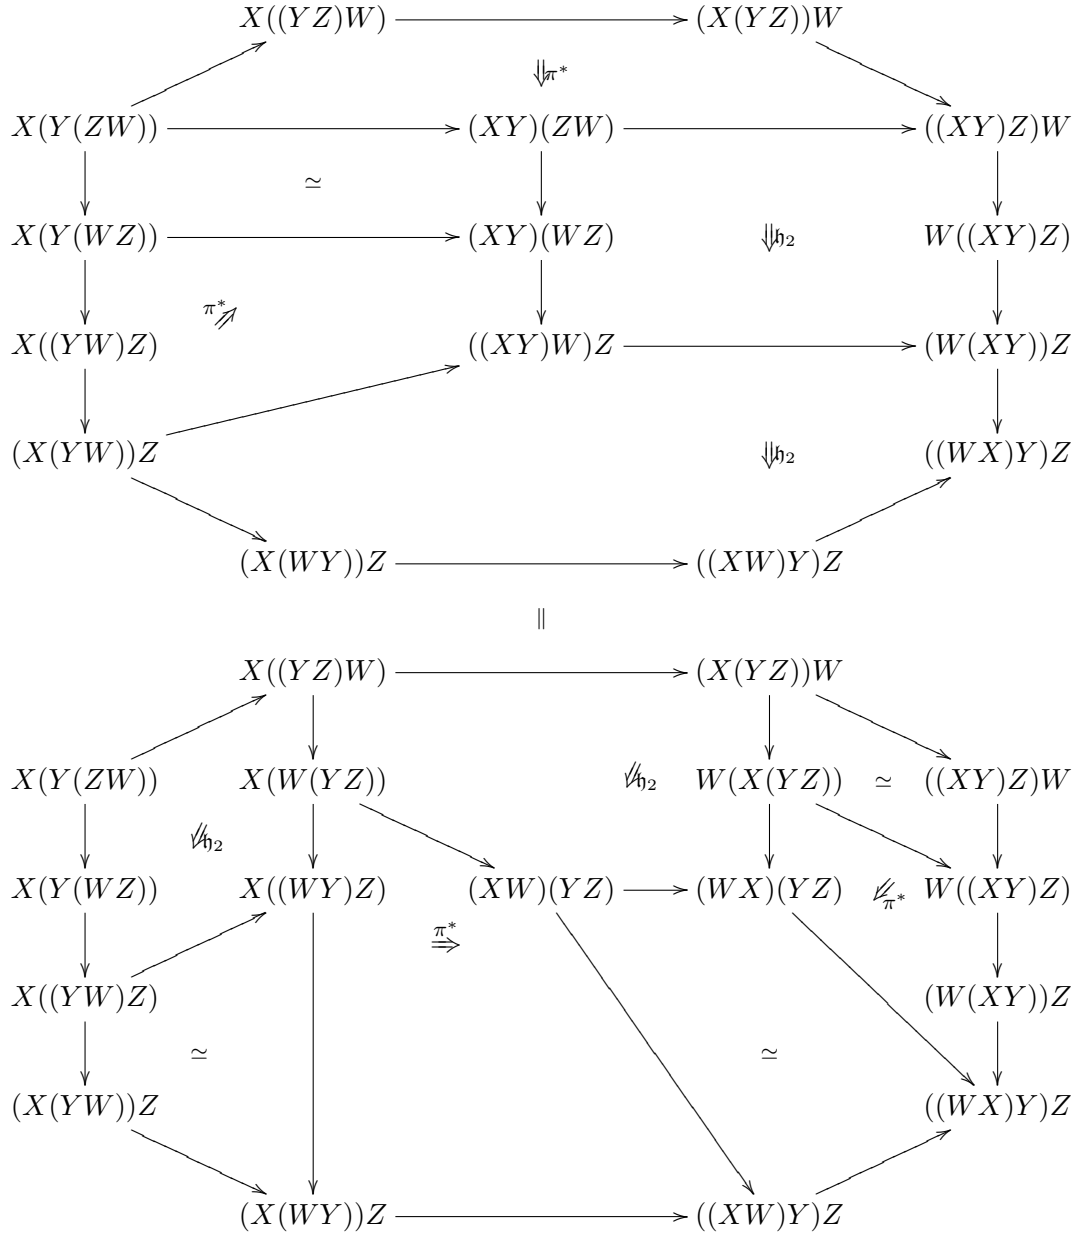 X((YZ)W) (X(YZ))W
⇓π*
X(Y(ZW)) (XY)(ZW) ((XY)Z)W
≃
X(Y(WZ)) (XY)(WZ) ⇓𝔥₂ W((XY)Z)
π*
⇗
X((YW)Z) ((XY)W)Z (W(XY))Z
(X(YW))Z ⇓𝔥₂ ((WX)Y)Z
(X(WY))Z ((XW)Y)Z
∥
X((YZ)W) (X(YZ))W
X(Y(ZW)) X(W(YZ)) ⇙𝔥₂ W(X(YZ)) ≃ ((XY)Z)W
⇙𝔥₂
X(Y(WZ)) X((WY)Z) (XW)(YZ) (WX)(YZ) ⇙π* W((XY)Z)
π*
⇒
X((YW)Z) (W(XY))Z
≃ ≃
(X(YW))Z ((WX)Y)Z
(X(WY))Z ((XW)Y)Z